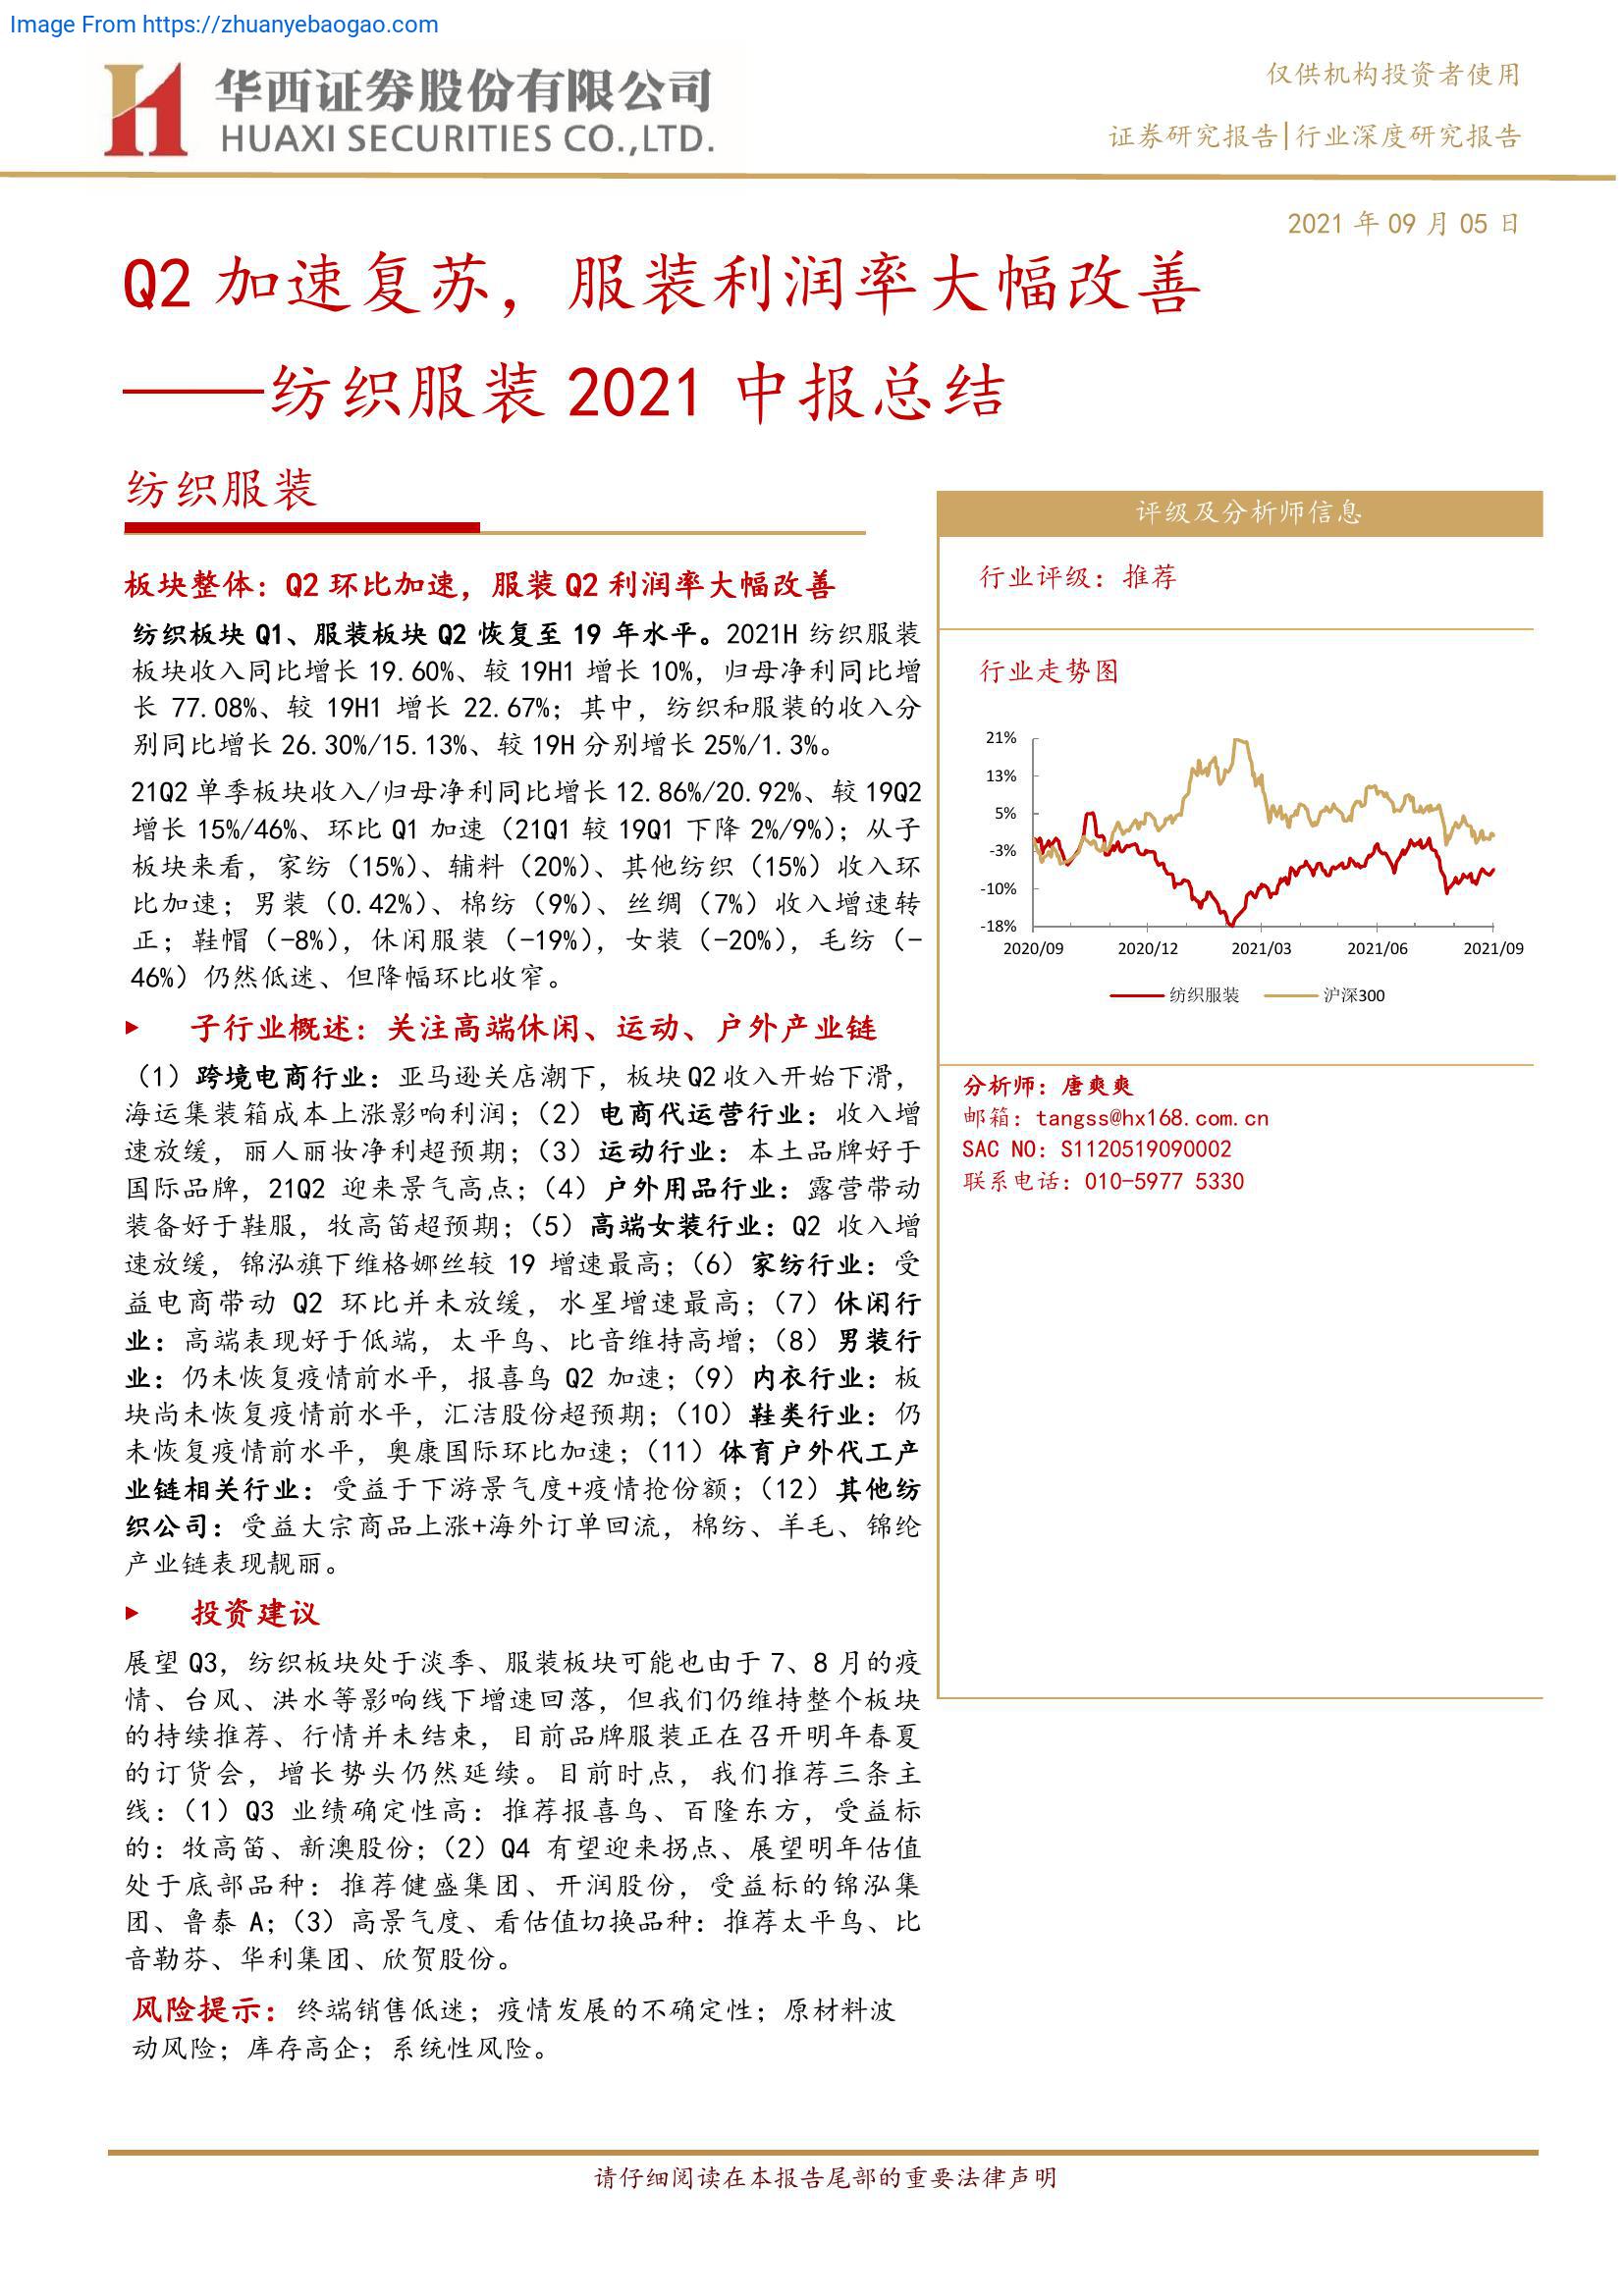 Image From https://zhuanyebaogao.com
华西证券股份有限公司
HUAXI SECURITIES CO.,LTD.
仅供机构投资者使用
证券研究报告|行业深度研究报告
2021 年 09 月 05 日
Q2 加速复苏，服装利润率大幅改善
——纺织服装 2021 中报总结
纺织服装
板块整体：Q2 环比加速，服装 Q2 利润率大幅改善
纺织板块 Q1、服装板块 Q2 恢复至 19 年水平。2021H 纺织服装
板块收入同比增长 19.60%、较 19H1 增长 10%，归母净利同比增
长 77.08%、较 19H1 增长 22.67%；其中，纺织和服装的收入分
别同比增长 26.30%/15.13%、较 19H 分别增长 25%/1.3%。
21Q2 单季板块收入/归母净利同比增长 12.86%/20.92%、较 19Q2
增长 15%/46%、环比 Q1 加速（21Q1 较 19Q1 下降 2%/9%）；从子
板块来看，家纺（15%）、辅料（20%）、其他纺织（15%）收入环
比加速；男装（0.42%）、棉纺（9%）、丝绸（7%）收入增速转
正；鞋帽（-8%），休闲服装（-19%），女装（-20%），毛纺（-
46%）仍然低迷、但降幅环比收窄。
子行业概述：关注高端休闲、运动、户外产业链
（1）跨境电商行业：亚马逊关店潮下，板块 Q2 收入开始下滑，
海运集装箱成本上涨影响利润；（2）电商代运营行业：收入增
速放缓，丽人丽妆净利超预期；（3）运动行业：本土品牌好于
国际品牌，21Q2 迎来景气高点；（4）户外用品行业：露营带动
装备好于鞋服，牧高笛超预期；（5）高端女装行业：Q2 收入增
速放缓，锦泓旗下维格娜丝较 19 增速最高；（6）家纺行业：受
益电商带动 Q2 环比并未放缓，水星增速最高；（7）休闲行
业：高端表现好于低端，太平鸟、比音维持高增；（8）男装行
业：仍未恢复疫情前水平，报喜鸟 Q2 加速；（9）内衣行业：板
块尚未恢复疫情前水平，汇洁股份超预期；（10）鞋类行业：仍
未恢复疫情前水平，奥康国际环比加速；（11）体育户外代工产
业链相关行业：受益于下游景气度+疫情抢份额；（12）其他纺
织公司：受益大宗商品上涨+海外订单回流，棉纺、羊毛、锦纶
产业链表现靓丽。
投资建议
展望 Q3，纺织板块处于淡季、服装板块可能也由于 7、8 月的疫
情、台风、洪水等影响线下增速回落，但我们仍维持整个板块
的持续推荐、行情并未结束，目前品牌服装正在召开明年春夏
的订货会，增长势头仍然延续。目前时点，我们推荐三条主
线：（1）Q3 业绩确定性高：推荐报喜鸟、百隆东方，受益标
的：牧高笛、新澳股份；（2）Q4 有望迎来拐点、展望明年估值
处于底部品种：推荐健盛集团、开润股份，受益标的锦泓集
团、鲁泰 A；（3）高景气度、看估值切换品种：推荐太平鸟、比
音勒芬、华利集团、欣贺股份。
风险提示：终端销售低迷；疫情发展的不确定性；原材料波
动风险；库存高企；系统性风险。
评级及分析师信息
行业评级：推荐
行业走势图
21%
13%
5%
-3%
-10%
-18%
2020/09 2020/12 2021/03 2021/06 2021/09
纺织服装 沪深300
分析师：唐爽爽
邮箱：tangss@hx168.com.cn
SAC NO：S1120519090002
联系电话：010-5977 5330
请仔细阅读在本报告尾部的重要法律声明